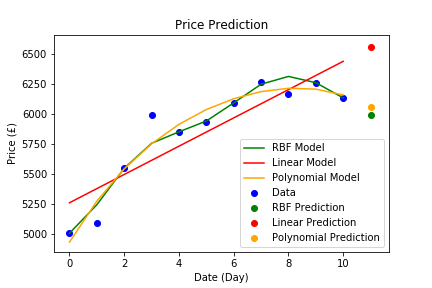 Price Prediction
Price (£)
6500
6250
6000
5750
5500
5250
5000
RBF Model
Linear Model
Polynomial Model
Data
RBF Prediction
Linear Prediction
Polynomial Prediction
0 2 4 6 8 10
Date (Day)